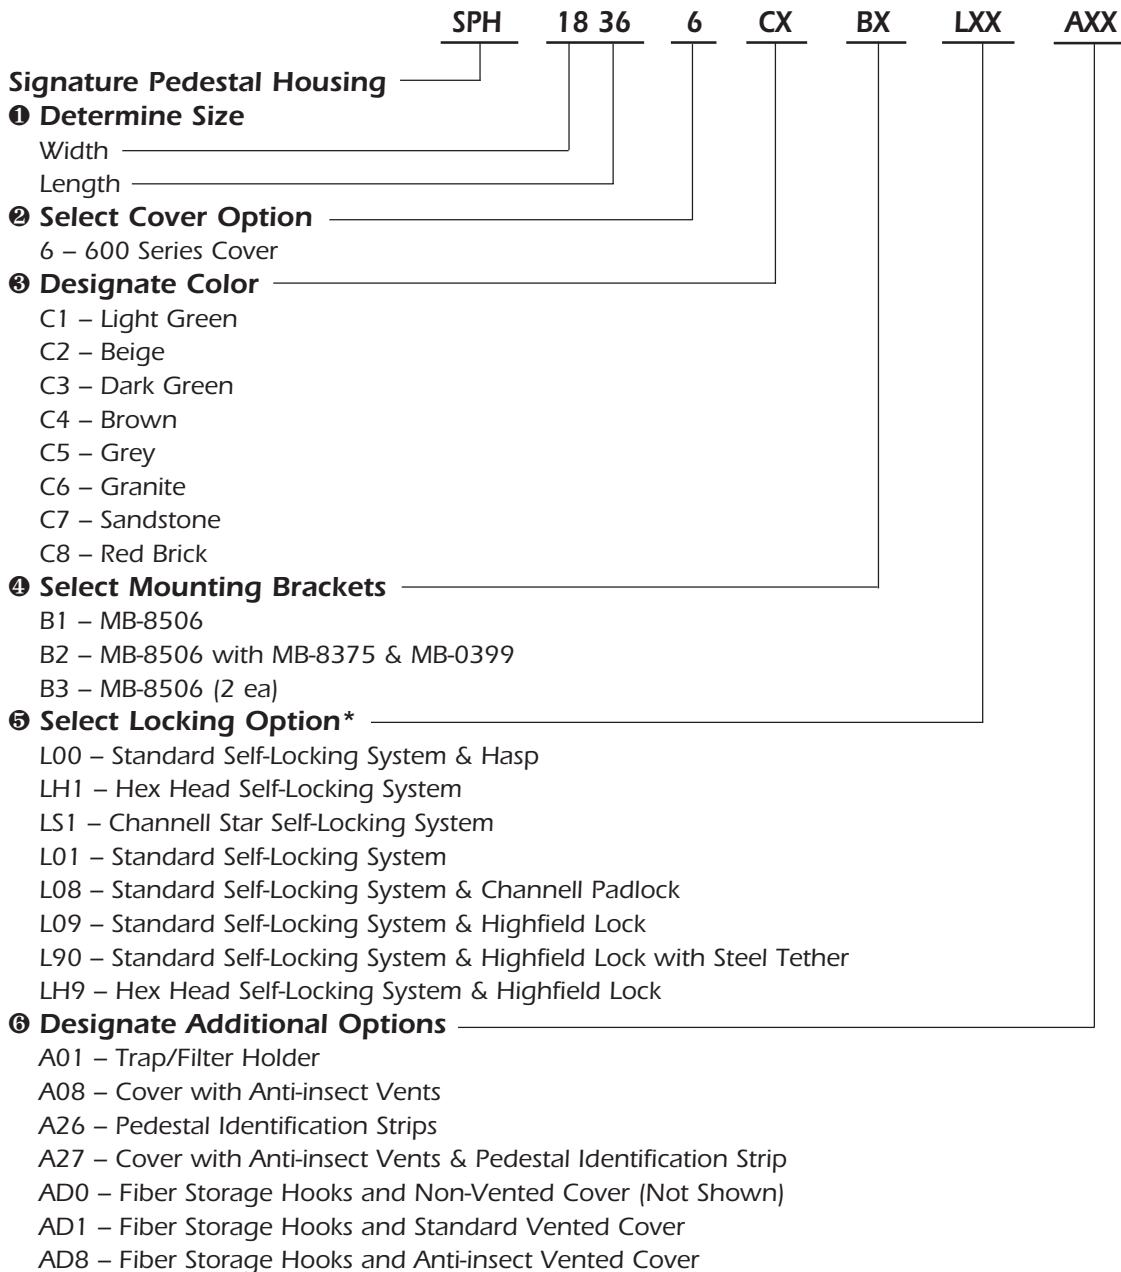 SPH 18 36 6 CX BX LXX AXX
Signature Pedestal Housing
❶ Determine Size
Width
Length
❷ Select Cover Option
6 – 600 Series Cover
❸ Designate Color
C1 – Light Green
C2 – Beige
C3 – Dark Green
C4 – Brown
C5 – Grey
C6 – Granite
C7 – Sandstone
C8 – Red Brick
❹ Select Mounting Brackets
B1 – MB-8506
B2 – MB-8506 with MB-8375 & MB-0399
B3 – MB-8506 (2 ea)
❺ Select Locking Option*
L00 – Standard Self-Locking System & Hasp
LH1 – Hex Head Self-Locking System
LS1 – Channell Star Self-Locking System
L01 – Standard Self-Locking System
L08 – Standard Self-Locking System & Channell Padlock
L09 – Standard Self-Locking System & Highfield Lock
L90 – Standard Self-Locking System & Highfield Lock with Steel Tether
LH9 – Hex Head Self-Locking System & Highfield Lock
❻ Designate Additional Options
A01 – Trap/Filter Holder
A08 – Cover with Anti-insect Vents
A26 – Pedestal Identification Strips
A27 – Cover with Anti-insect Vents & Pedestal Identification Strip
AD0 – Fiber Storage Hooks and Non-Vented Cover (Not Shown)
AD1 – Fiber Storage Hooks and Standard Vented Cover
AD8 – Fiber Storage Hooks and Anti-insect Vented Cover